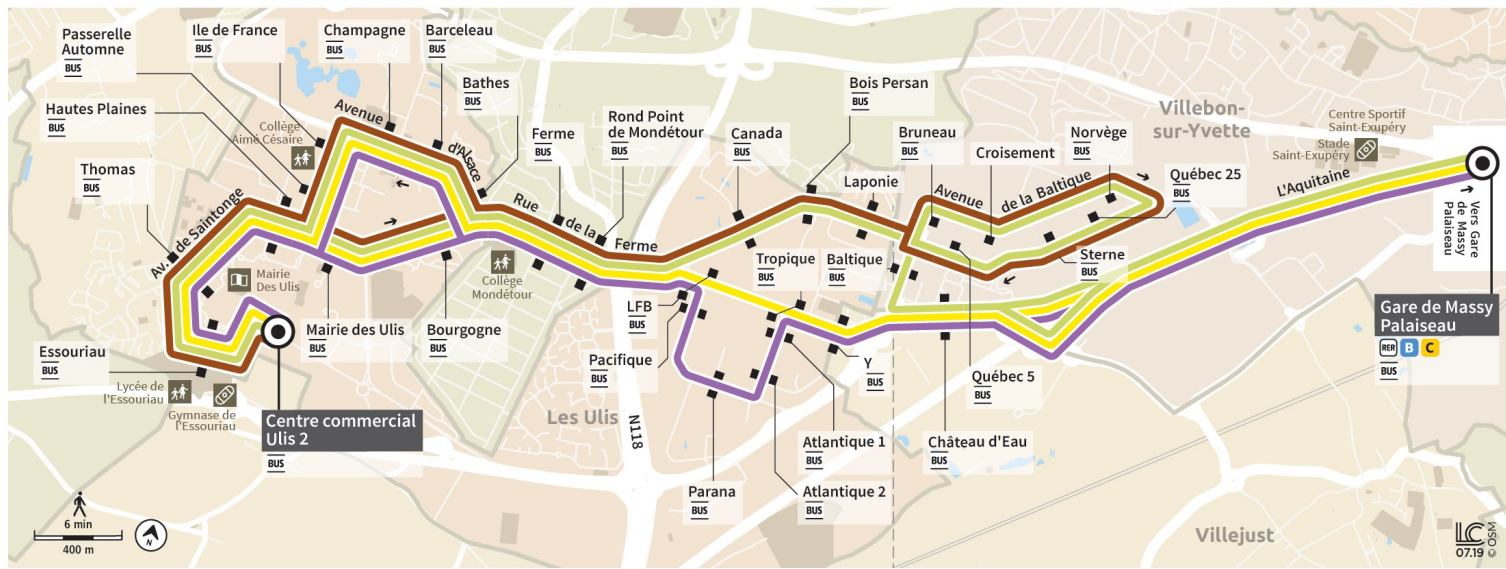 Passerelle
Automne
BUS
Ile de France
BUS
Champagne
BUS
Barceleau
BUS
Hautes Plaines
BUS
Thomas
BUS
Collège
Aimé Césaire
Avenue
d'Alsace
Bathes
BUS
Ferme
BUS
Rond Point
de Mondétour
BUS
Canada
BUS
Bois Persan
BUS
Laponie
Bruneau
BUS
Croisement
Norvège
BUS
Québec 25
BUS
Villebon-
sur-Yvette
Centre Sportif
Saint-Exupéry
Stade
Saint-Exupéry
L'Aquitaine
Vers Gare
de Massy
Palaiseau
Avenue
de la Baltique
Av. de Saintonge
Rue
de la
Ferme
Mairie
Des Ulis
Collège
Mondétour
Tropique
BUS
Baltique
BUS
Sterne
BUS
LFB
BUS
Pacifique
BUS
Mairie des Ulis
BUS
Bourgogne
BUS
Essouriau
BUS
Lycée de
l'Essouriau
Gymnase de
l'Essouriau
Centre commercial
Ulis 2
BUS
Les Ulis
N118
Y
BUS
Québec 5
BUS
Gare de Massy
Palaiseau
RER B C
BUS
Parana
BUS
Atlantique 1
BUS
Atlantique 2
BUS
Château d'Eau
BUS
Villejust
6 min
400 m
N
LC
07.19
© OSM